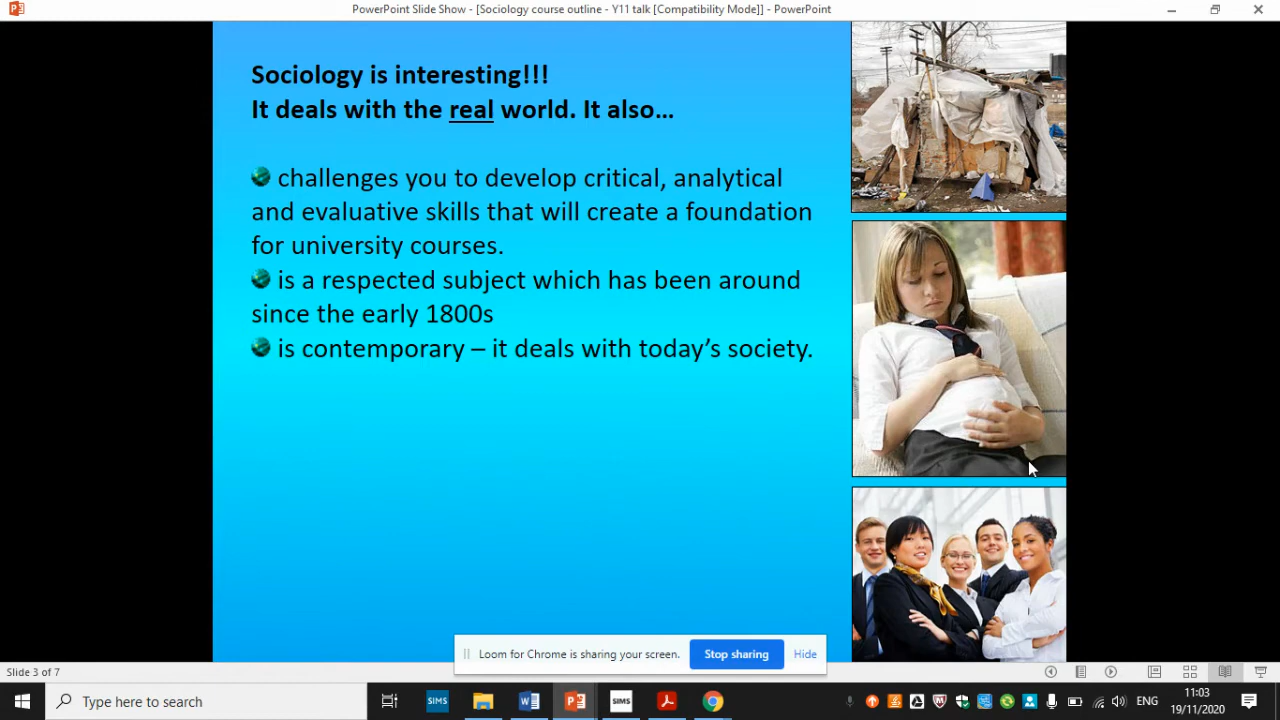 PowerPoint Slide Show - [Sociology course outline - Y11 talk [Compatibility Mode]] - PowerPoint
Sociology is interesting!!!
It deals with the real world. It also…
challenges you to develop critical, analytical
and evaluative skills that will create a foundation
for university courses.
is a respected subject which has been around
since the early 1800s
is contemporary – it deals with today’s society.
Loom for Chrome is sharing your screen. Stop sharing Hide
Slide 3 of 7
Type here to search
SIMS
SIMS
ENG
11:03
19/11/2020